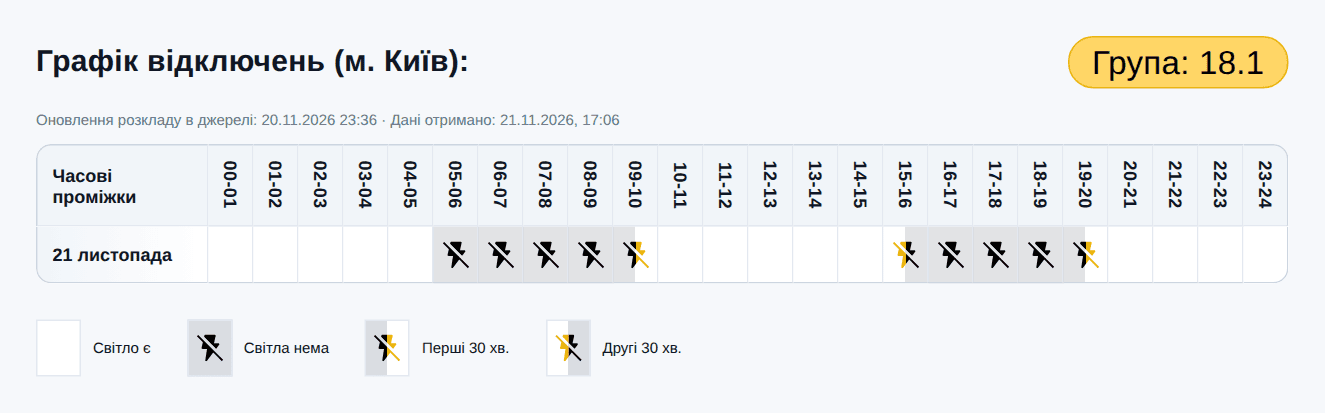 Графік відключень (м. Київ):
Група: 18.1
Оновлення розкладу в джерелі: 20.11.2026 23:36 · Дані отримано: 21.11.2026, 17:06
Часові
проміжки
00-01
01-02
02-03
03-04
04-05
05-06
06-07
07-08
08-09
09-10
10-11
11-12
12-13
13-14
14-15
15-16
16-17
17-18
18-19
19-20
20-21
21-22
22-23
23-24
21 листопада
Світло є
Світла нема
Перші 30 хв.
Другі 30 хв.